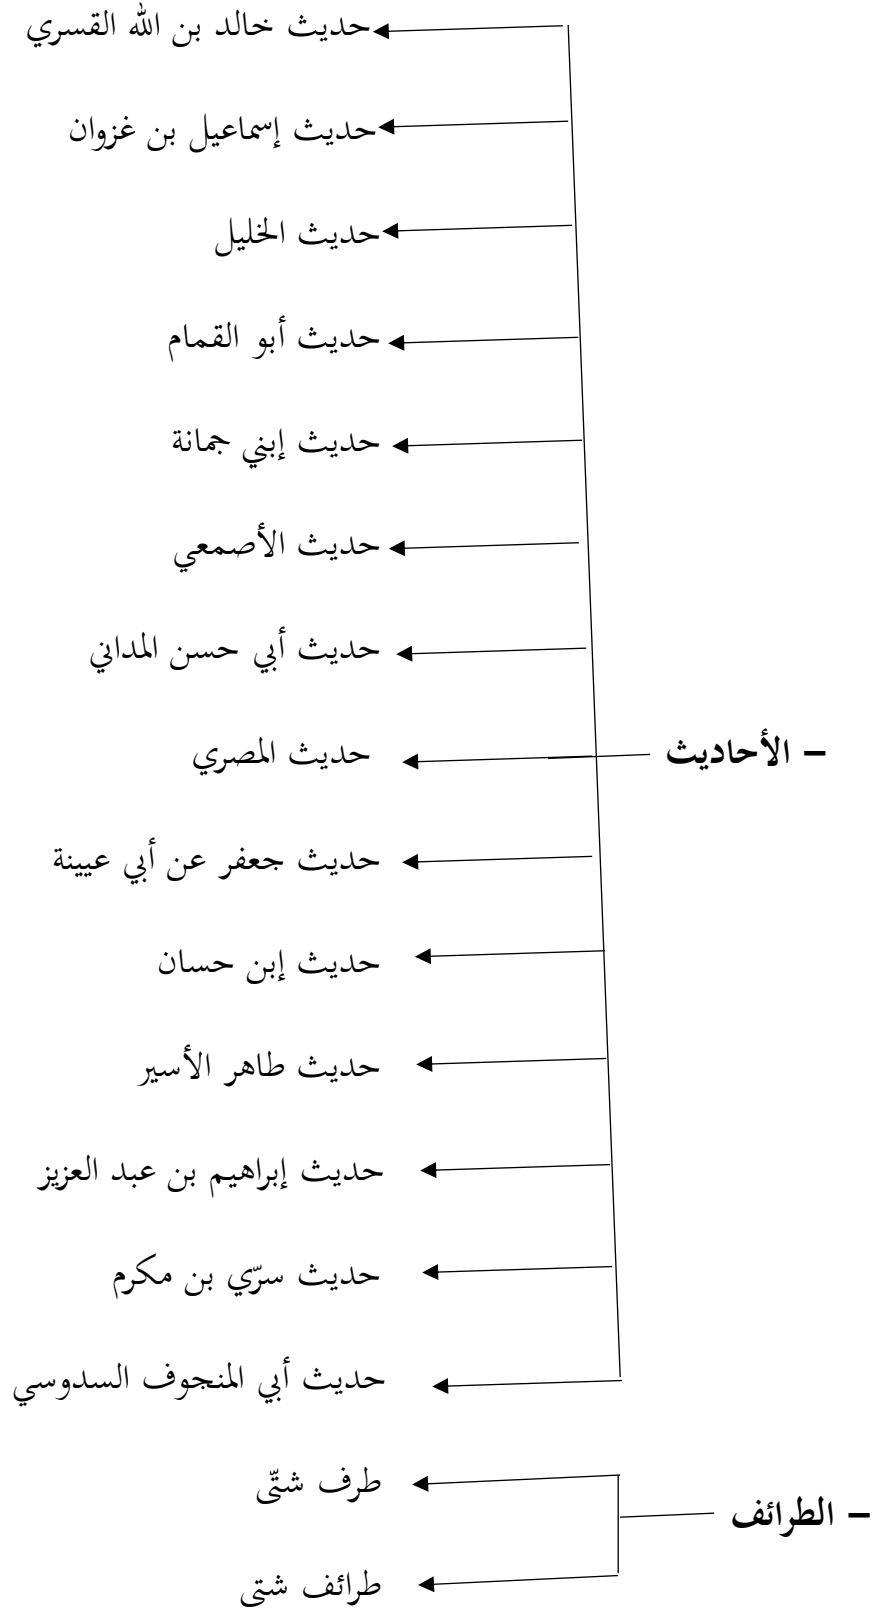 حديث خالد بن الله القسري
حديث إسماعيل بن غزوان
حديث الخليل
حديث أبو القمام
حديث إبني جمانة
حديث الأصمعي
حديث أبي حسن المداني
– الأحاديث
حديث المصري
حديث جعفر عن أبي عيينة
حديث إبن حسان
حديث طاهر الأسير
حديث إبراهيم بن عبد العزيز
حديث سرّي بن مكرم
حديث أبي المنجوف السدوسي
طرف شتّى
– الطرائف
طرائف شتى